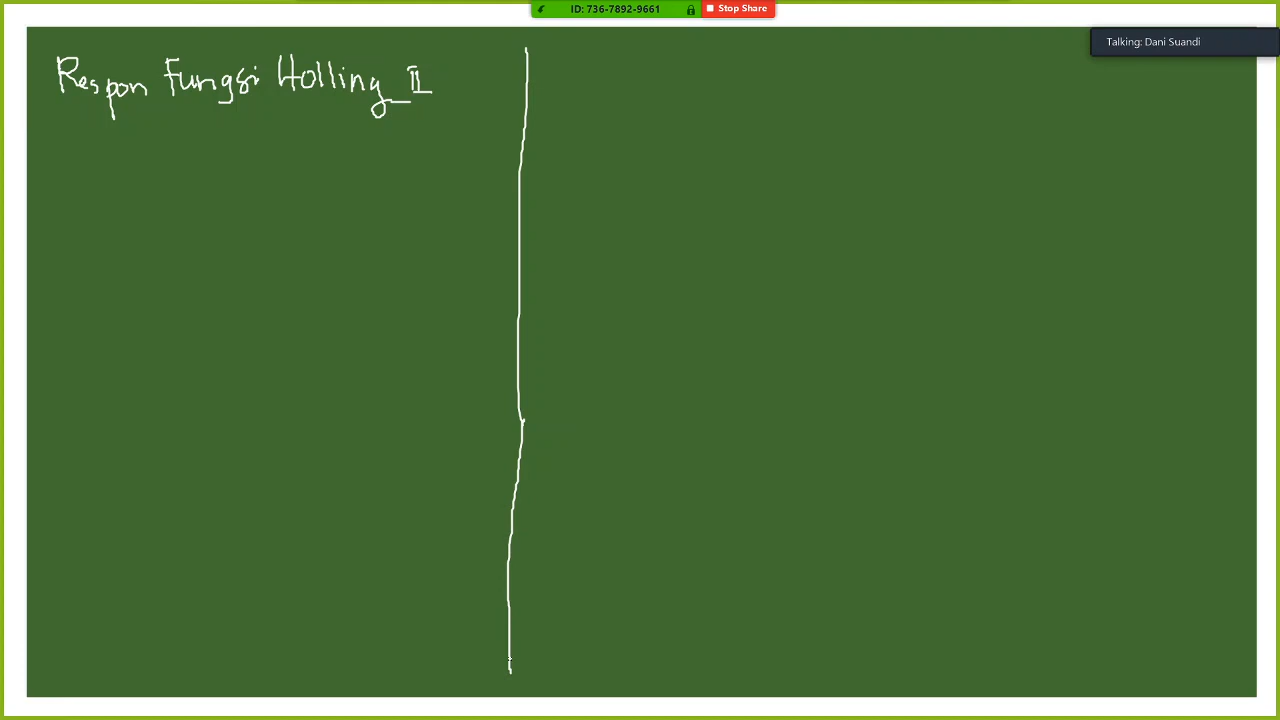 ID: 736-7892-9661 Stop Share
Talking: Dani Suandi
Respon Fungsi Holling_II